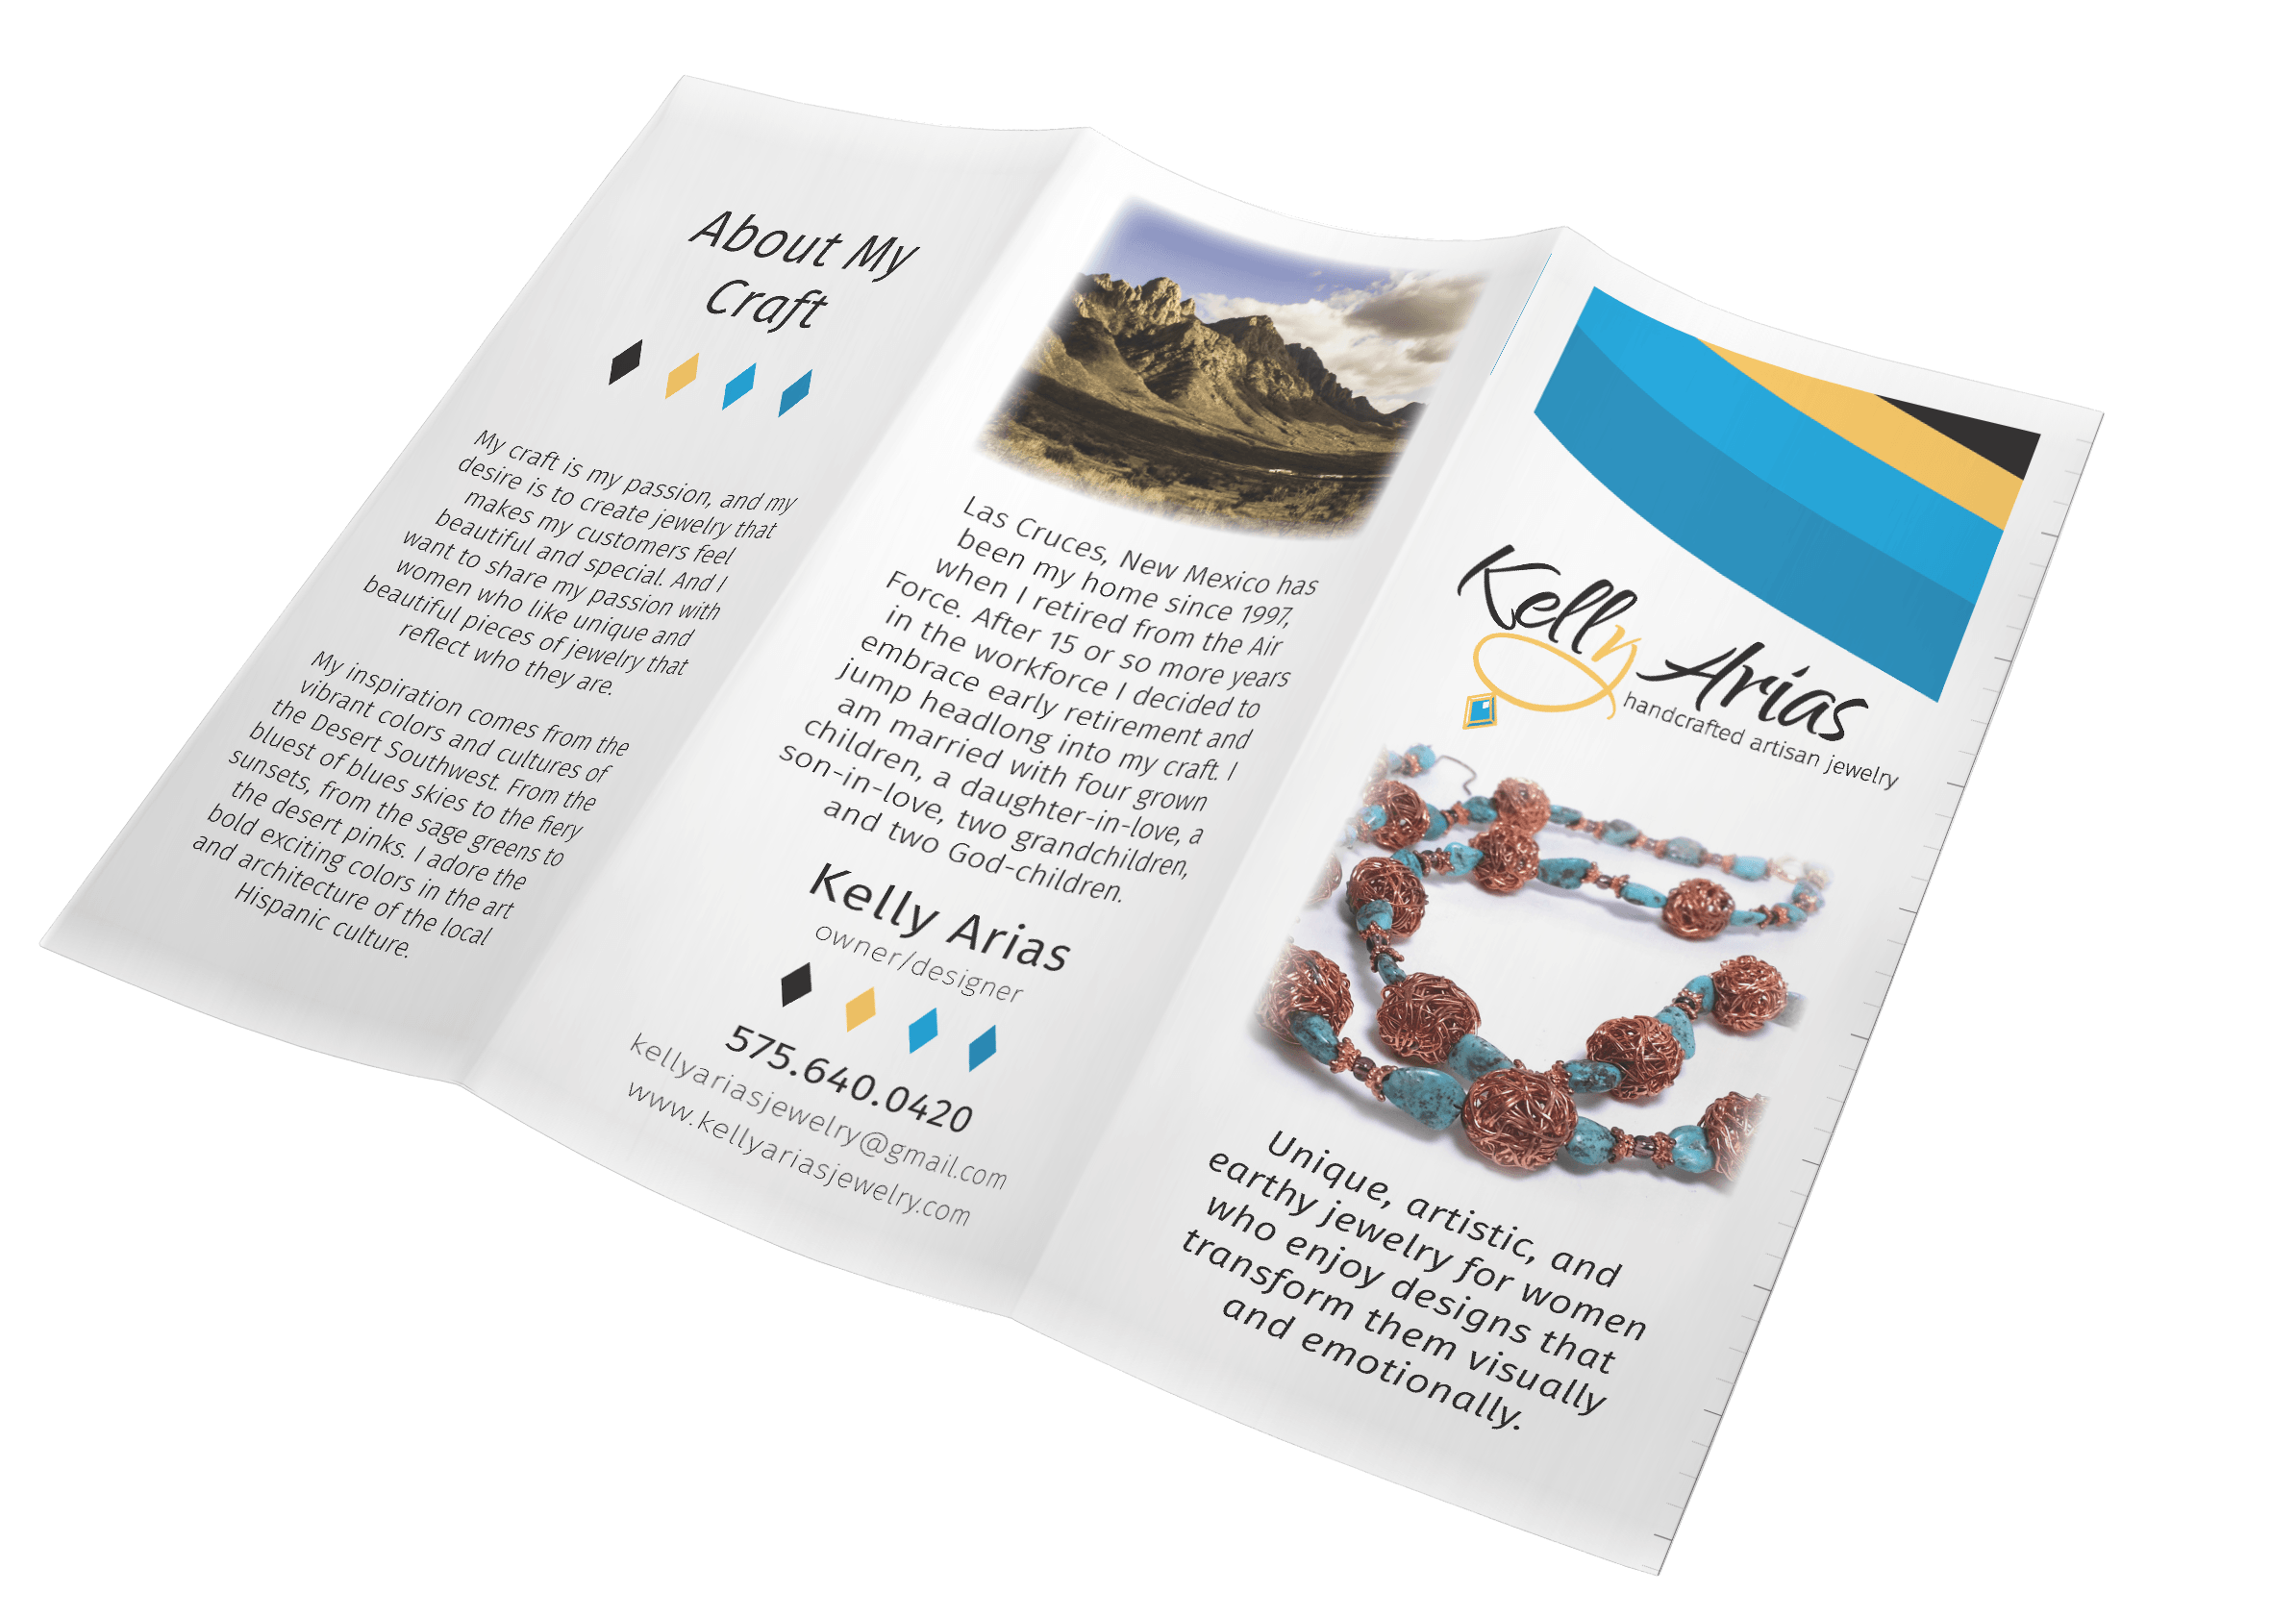 About My
Craft
My craft is my passion, and my
desire is to create jewelry that
makes my customers feel
beautiful and special. And I
want to share my passion with
women who like unique and
beautiful pieces of jewelry that
reflect who they are.
My inspiration comes from the
vibrant colors and cultures of
the Desert Southwest. From the
bluest of blues skies to the fiery
sunsets, from the sage greens to
the desert pinks. I adore the
bold exciting colors in the art
and architecture of the local
Hispanic culture.
Las Cruces, New Mexico has
been my home since 1997,
when I retired from the Air
Force. After 15 or so more years
in the workforce I decided to
embrace early retirement and
jump headlong into my craft. I
am married with four grown
children, a daughter-in-love, a
son-in-love, two grandchildren,
and two God-children.
Kelly Arias
owner/designer
575.640.0420
kellyariasjewelry@gmail.com
www.kellyariasjewelry.com
Kelly Arias
handcrafted artisan jewelry
Unique, artistic, and
earthy jewelry for women
who enjoy designs that
transform them visually
and emotionally.